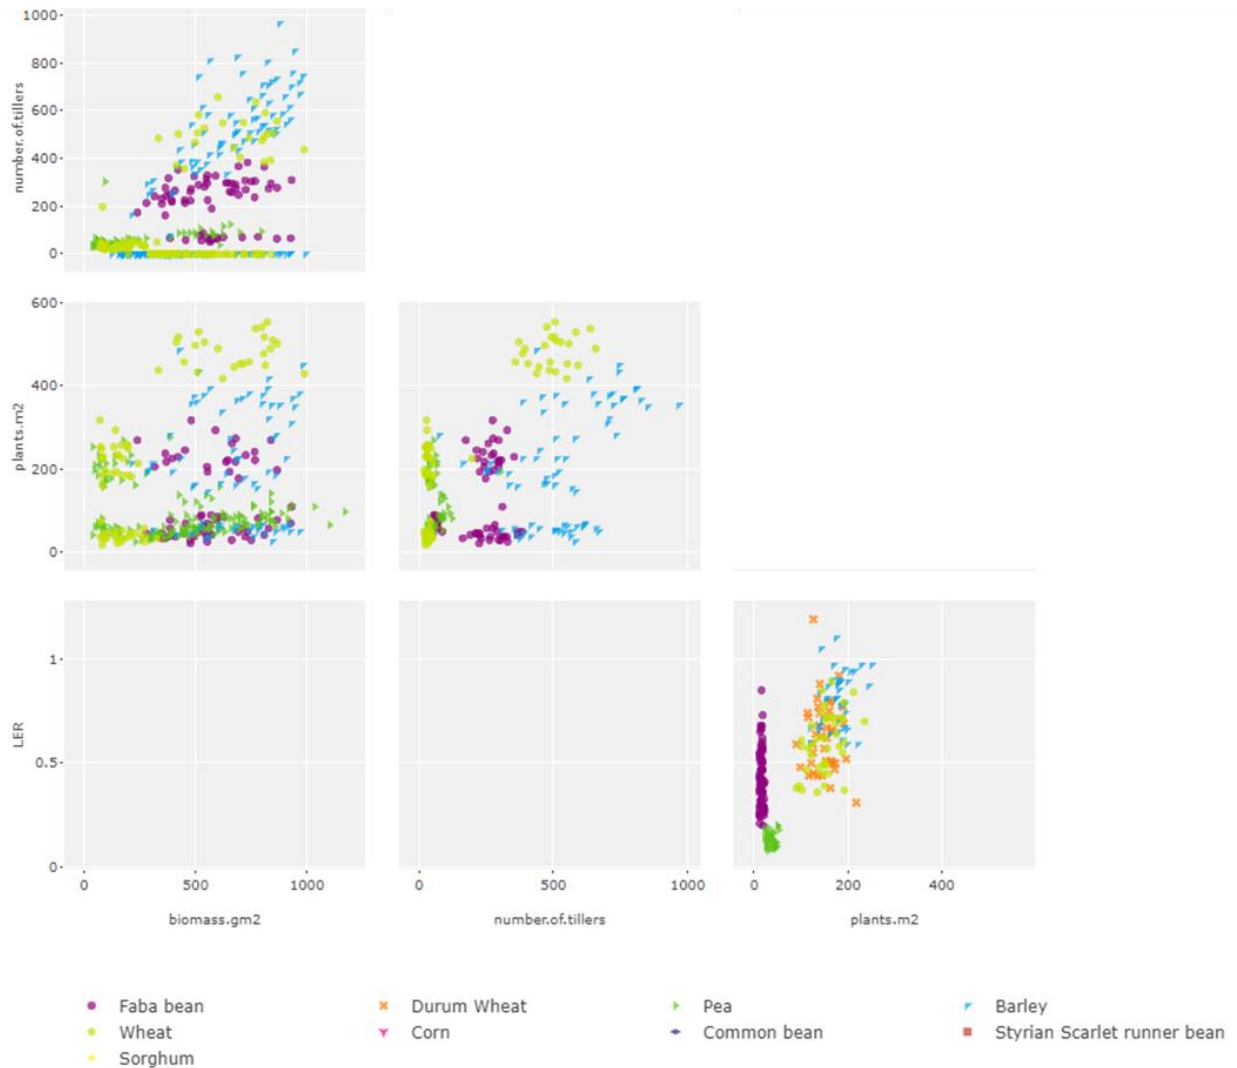 1000
800
600
400
200
0
number.of.tillers
600
400
200
0
plants.m2
1
0.5
0
LER
0 500 1000
0 500 1000
0 200 400
biomass.gm2
number.of.tillers
plants.m2
Faba bean
Durum Wheat
Pea
Barley
Wheat
Corn
Common bean
Styrian Scarlet runner bean
Sorghum